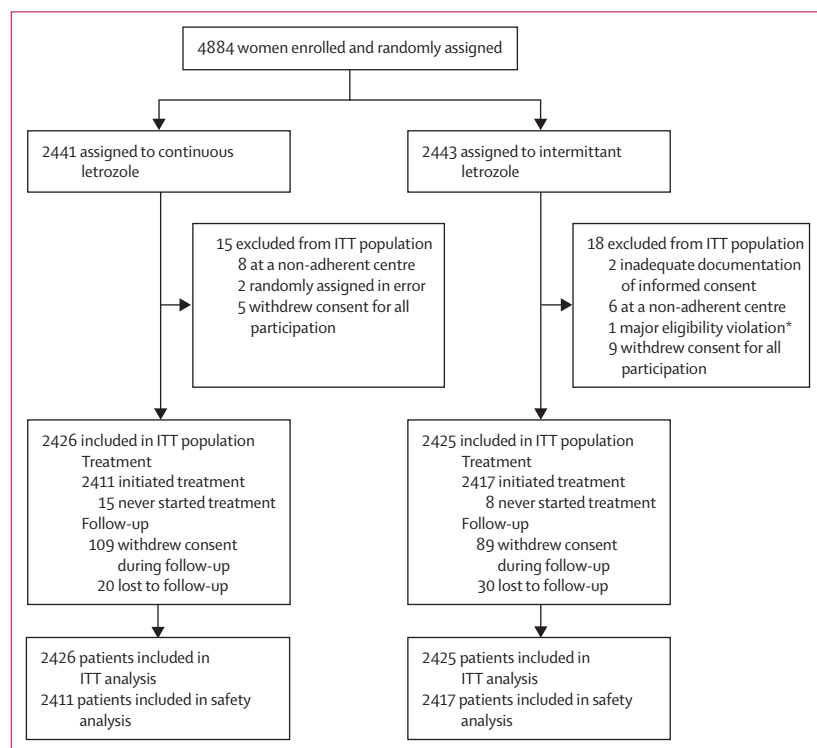 4884 women enrolled and randomly assigned
2441 assigned to continuous
letrozole
2443 assigned to intermittant
letrozole
15 excluded from ITT population
8 at a non-adherent centre
2 randomly assigned in error
5 withdrew consent for all
participation
18 excluded from ITT population
2 inadequate documentation
of informed consent
6 at a non-adherent centre
1 major eligibility violation*
9 withdrew consent for all
participation
2426 included in ITT population
Treatment
2411 initiated treatment
15 never started treatment
Follow-up
109 withdrew consent
during follow-up
20 lost to follow-up
2425 included in ITT population
Treatment
2417 initiated treatment
8 never started treatment
Follow-up
89 withdrew consent
during follow-up
30 lost to follow-up
2426 patients included in
ITT analysis
2411 patients included in safety
analysis
2425 patients included in
ITT analysis
2417 patients included in safety
analysis